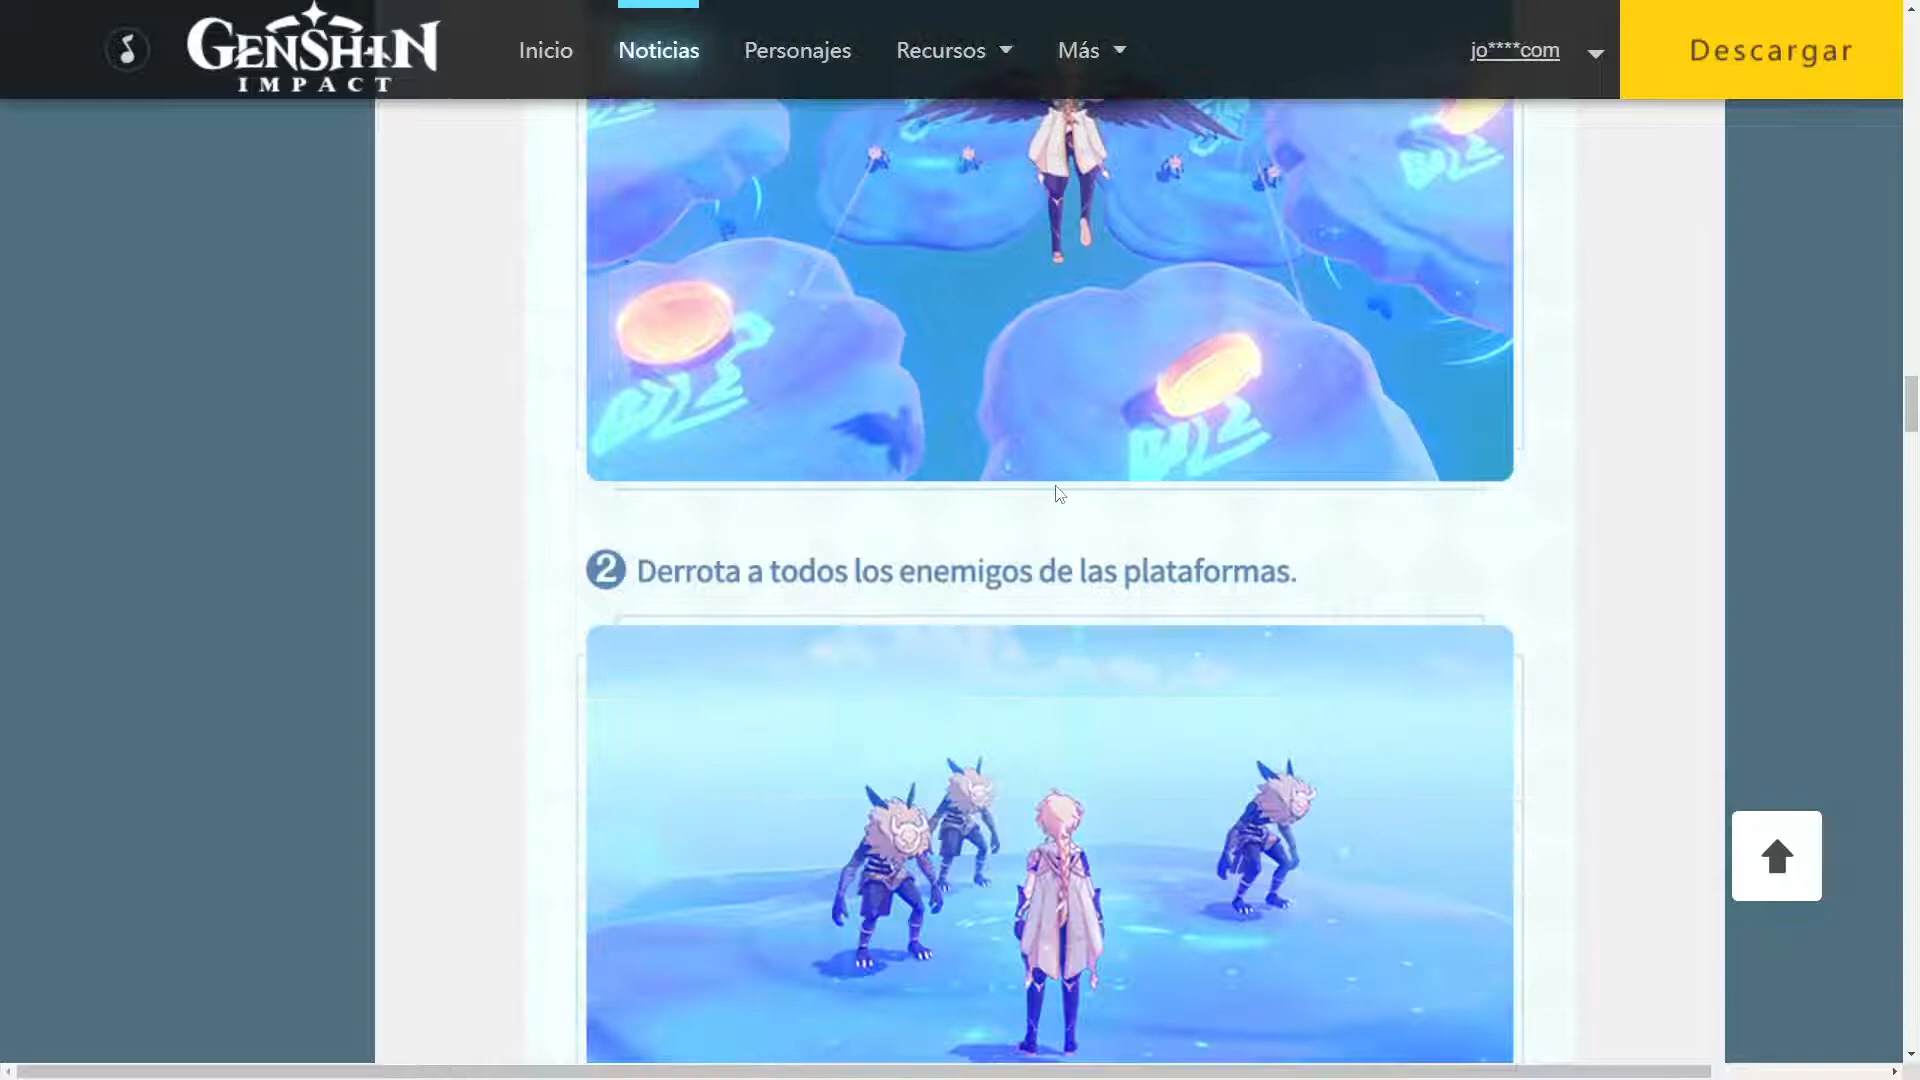 GENSHIN
IMPACT
Inicio
Noticias
Personajes
Recursos
Más
jo****com
Descargar
2 Derrota a todos los enemigos de las plataformas.